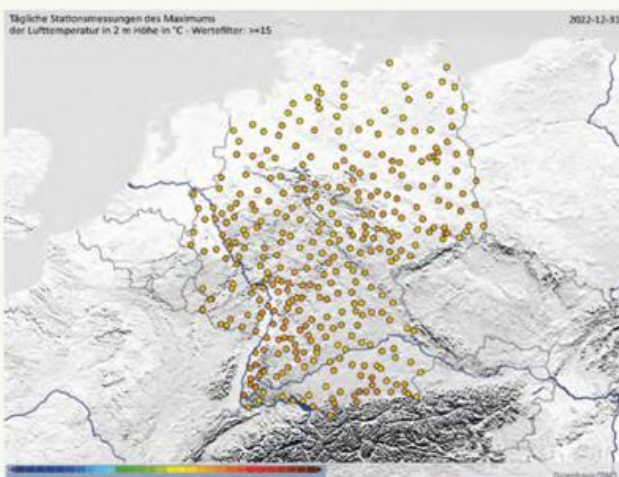 Tägliche Stationsmessungen des Maximums
der Lufttemperatur in 2 m Höhe in °C - Wertefilter: >=15
2022-12-31